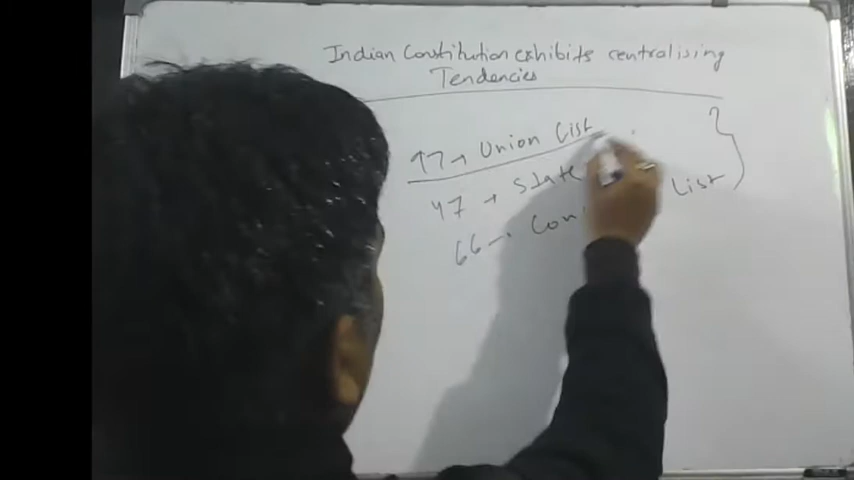 Indian Constitution exhibits centralising
Tendencies
97 → Union List
47 → State
66 → Con List